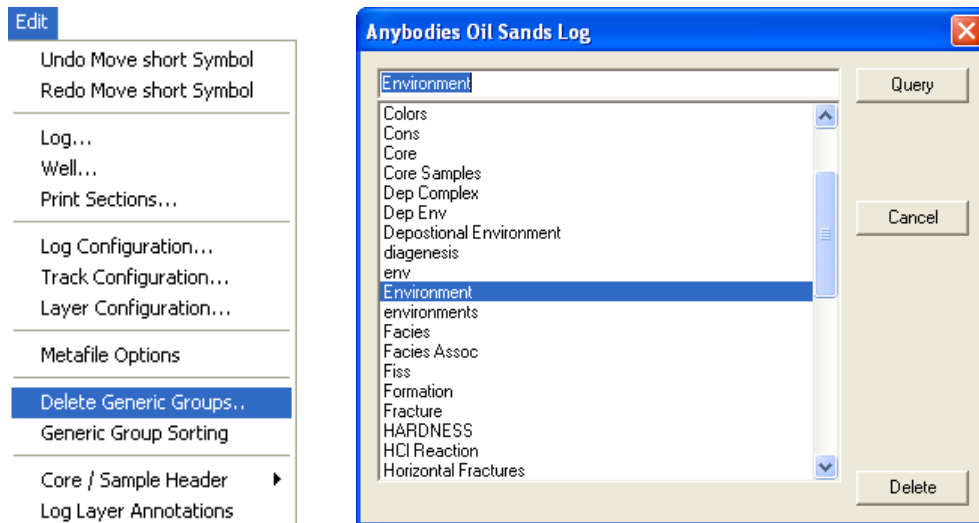 Edit
Undo Move short Symbol
Redo Move short Symbol
Log...
Well...
Print Sections...
Log Configuration...
Track Configuration...
Layer Configuration...
Metafile Options
Delete Generic Groups..
Generic Group Sorting
Core / Sample Header
Log Layer Annotations
Anybodies Oil Sands Log
Environment
Query
Colors
Cons
Core
Core Samples
Dep Complex
Dep Env
Cancel
Depostional Environment
diagenesis
env
Environment
environments
Facies
Facies Assoc
Fiss
Formation
Fracture
HARDNESS
HCl Reaction
Horizontal Fractures
Delete